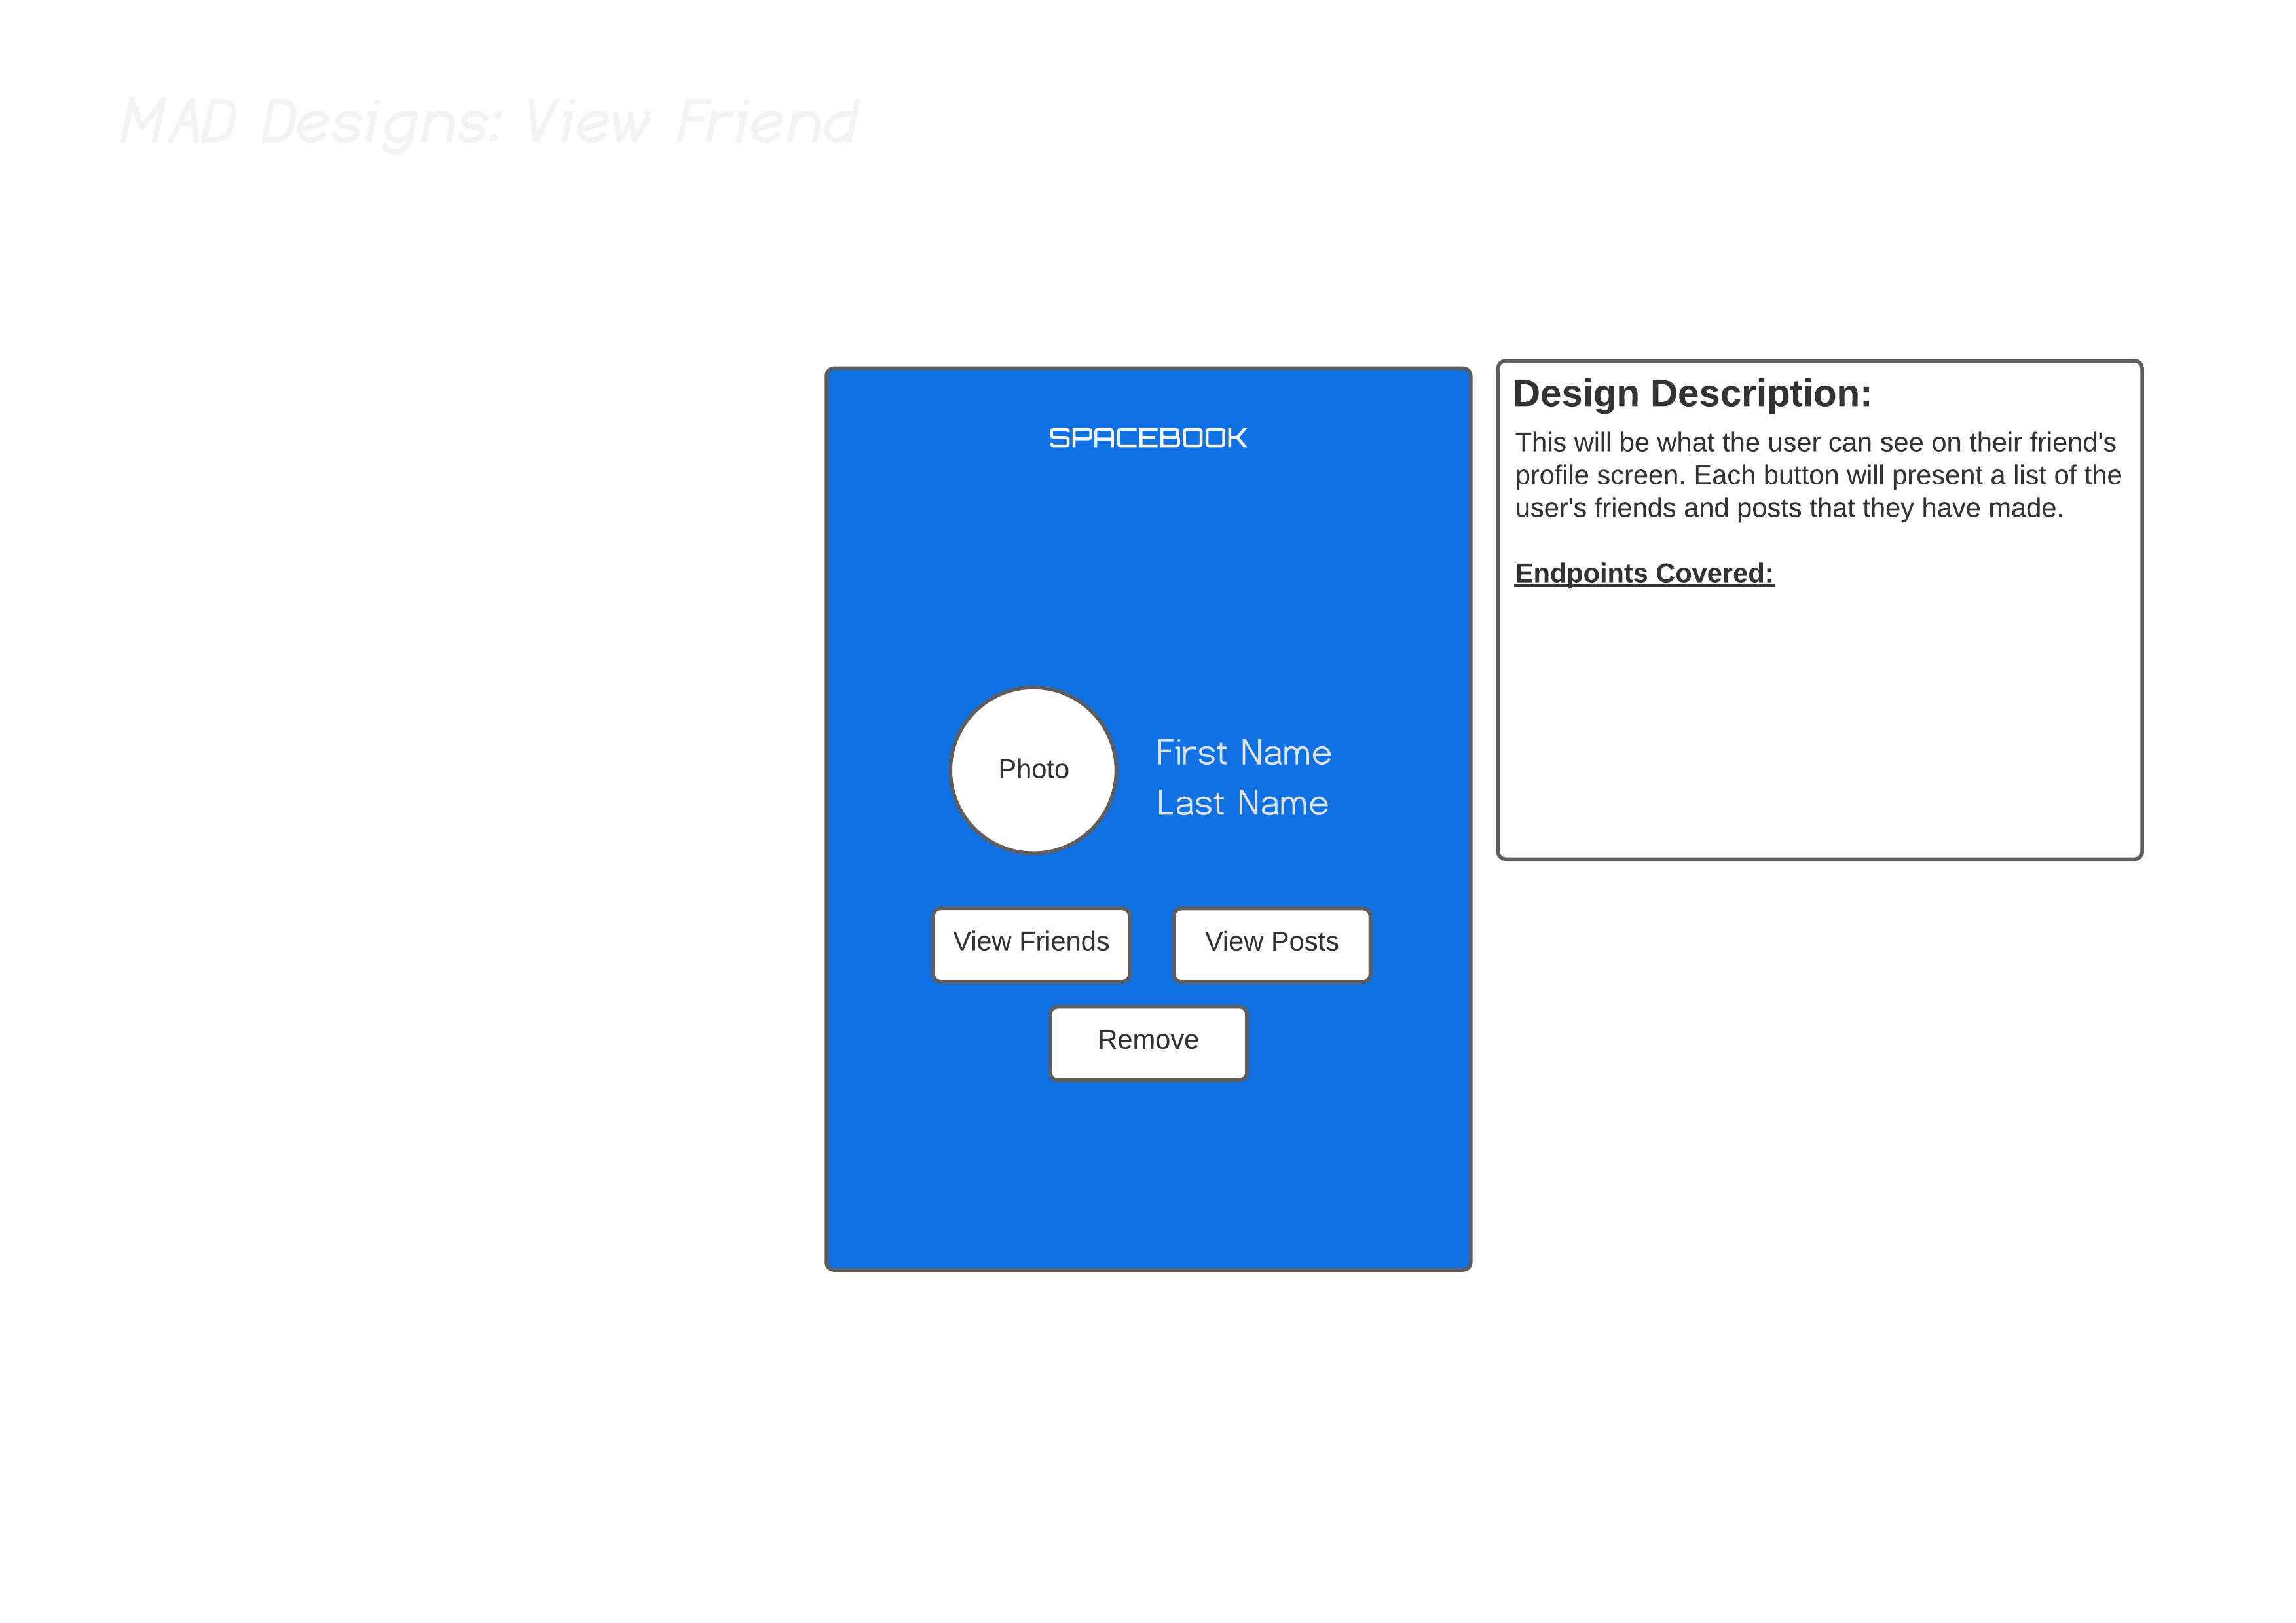 MAD Designs: View Friend
SPACEBOOK
Photo
First Name
Last Name
View Friends
View Posts
Remove
Design Description:
This will be what the user can see on their friend's
profile screen. Each button will present a list of the
user's friends and posts that they have made.
Endpoints Covered: